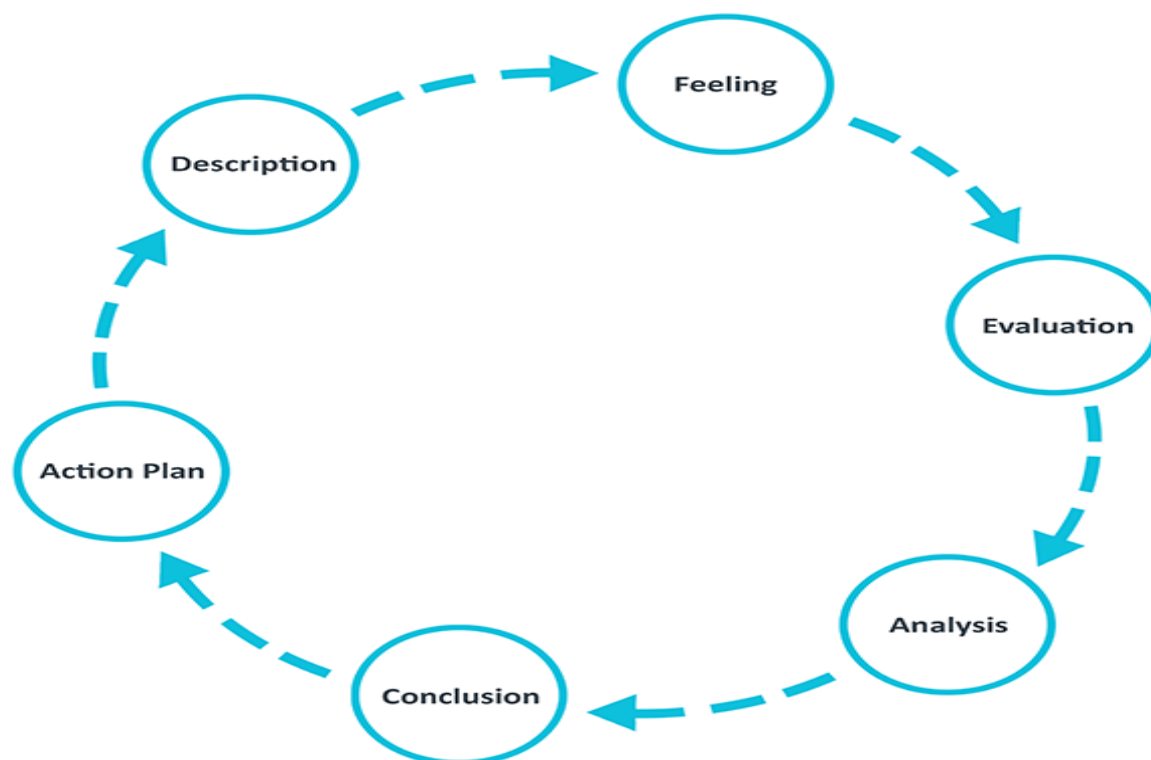 Feeling
Description
Evaluation
Action Plan
Analysis
Conclusion